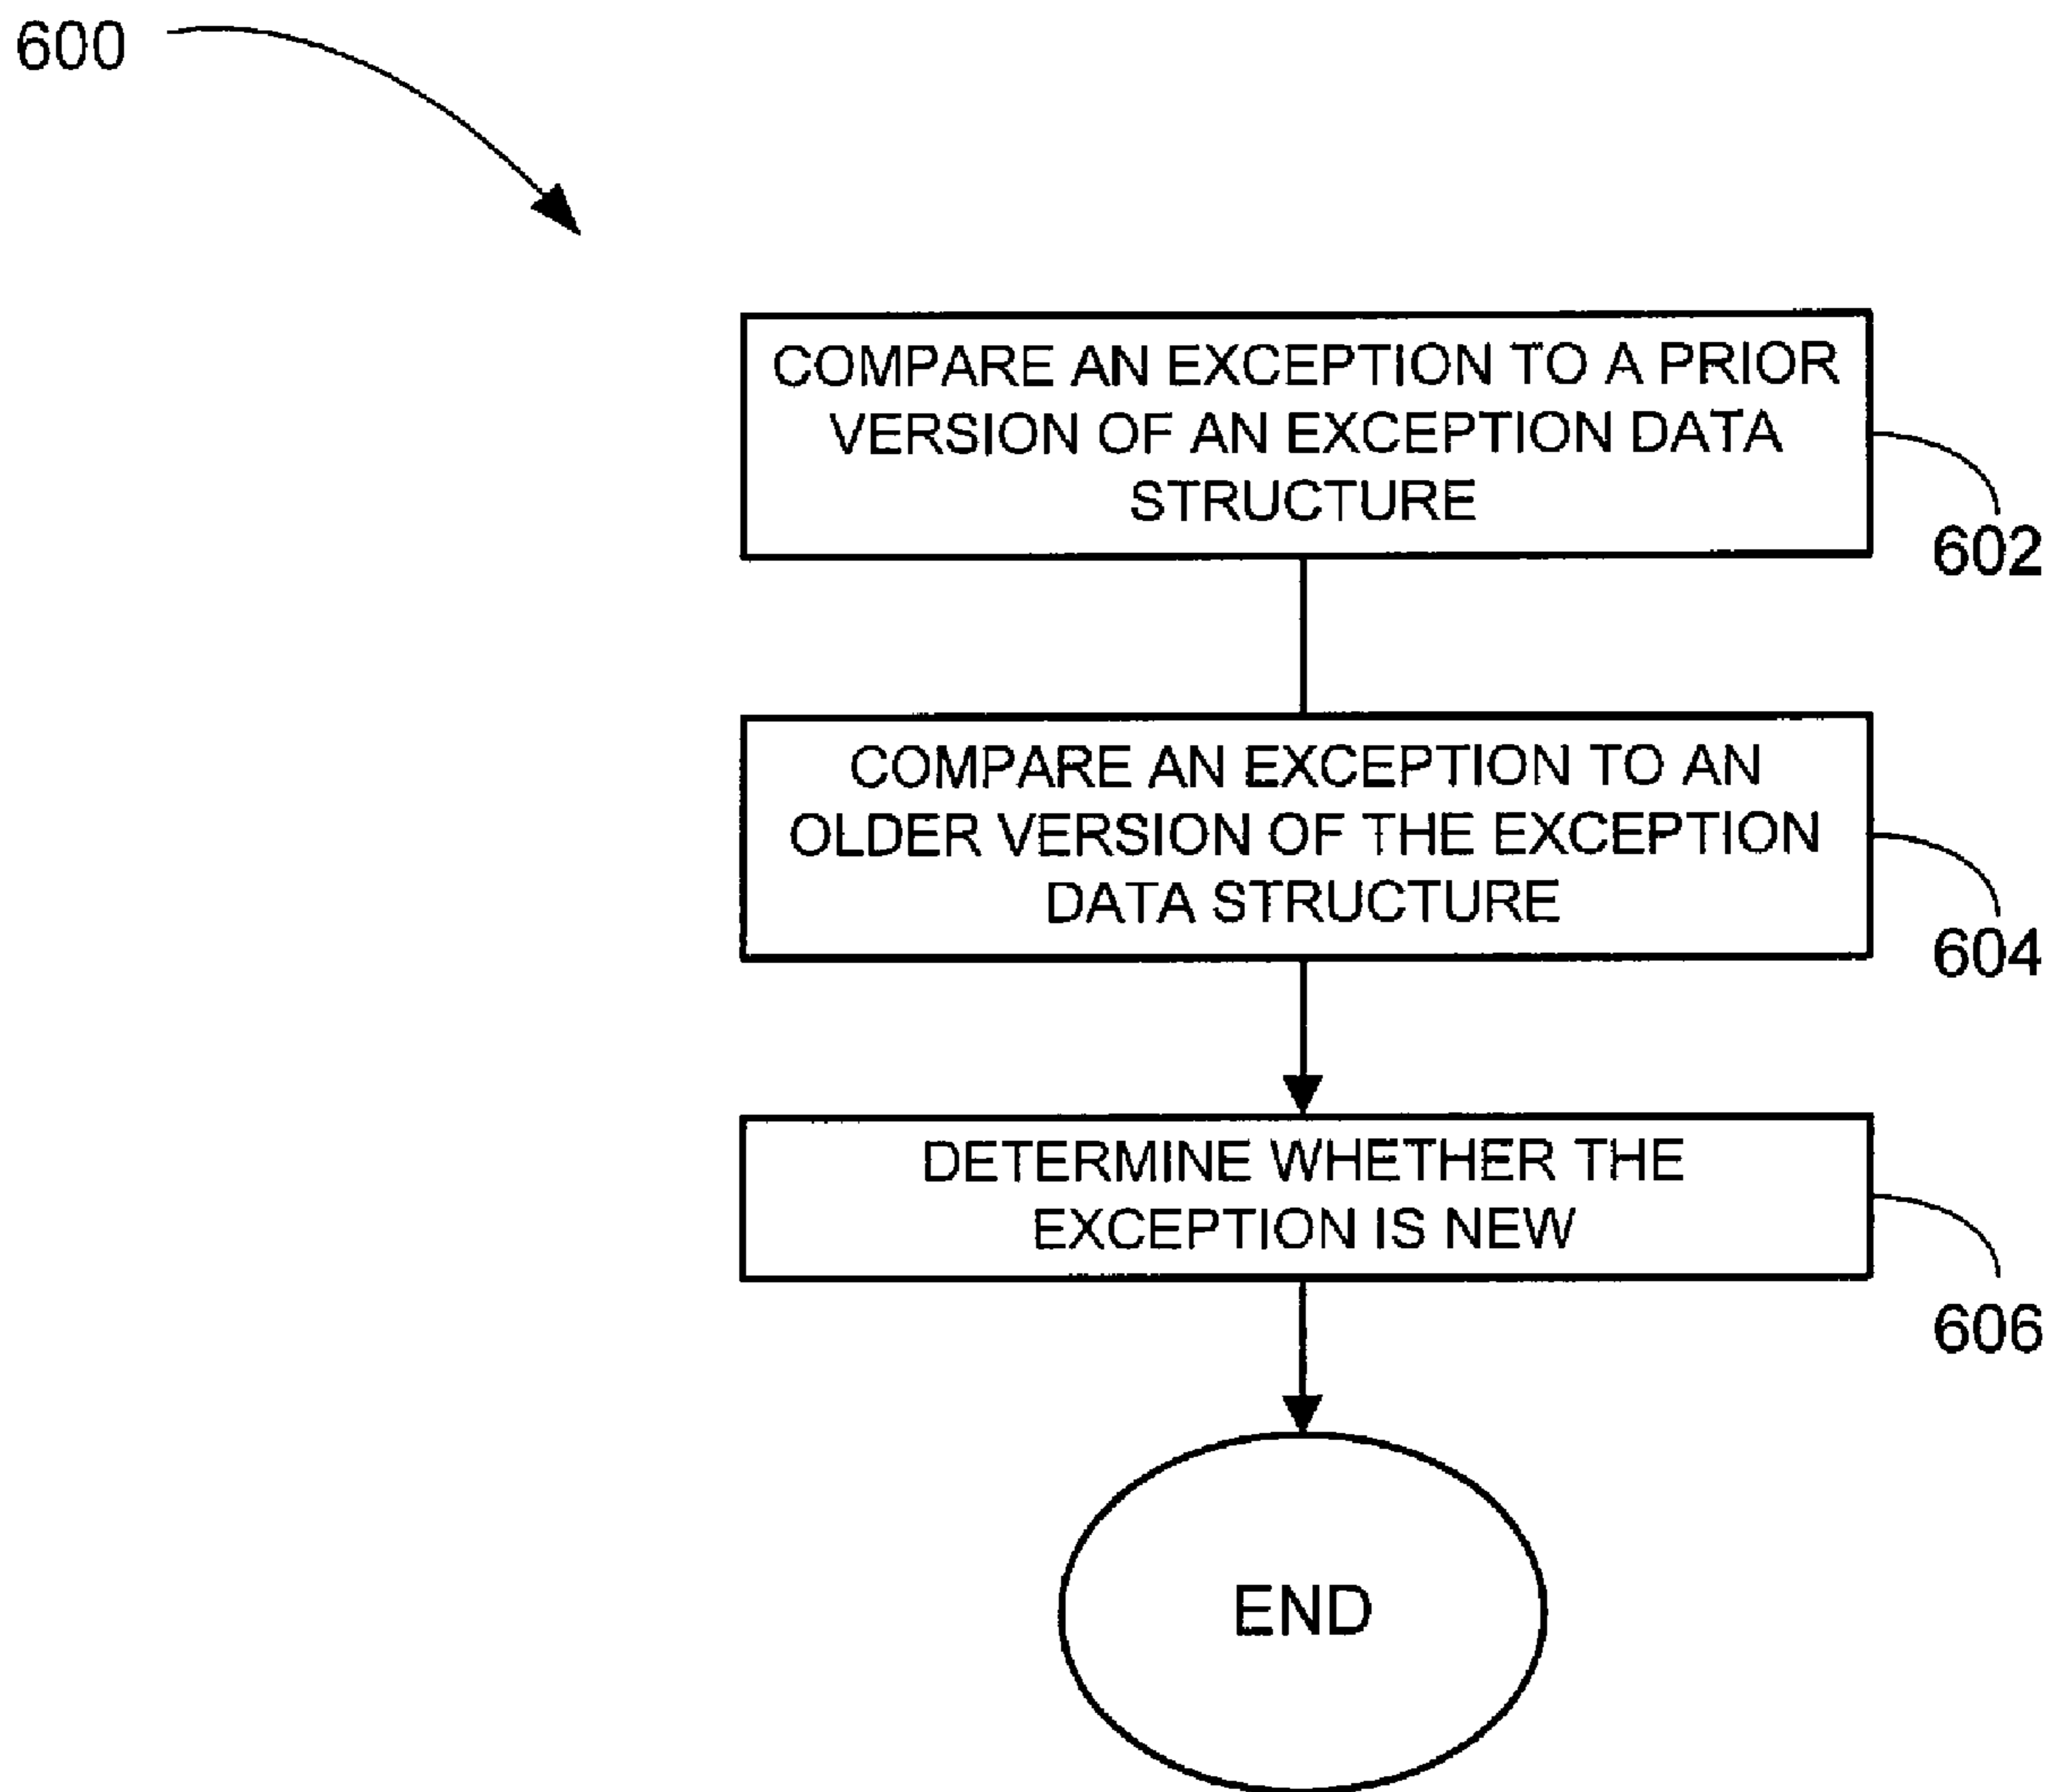 600
COMPARE AN EXCEPTION TO A PRIOR
VERSION OF AN EXCEPTION DATA
STRUCTURE
602
COMPARE AN EXCEPTION TO AN
OLDER VERSION OF THE EXCEPTION
DATA STRUCTURE
604
DETERMINE WHETHER THE
EXCEPTION IS NEW
606
END